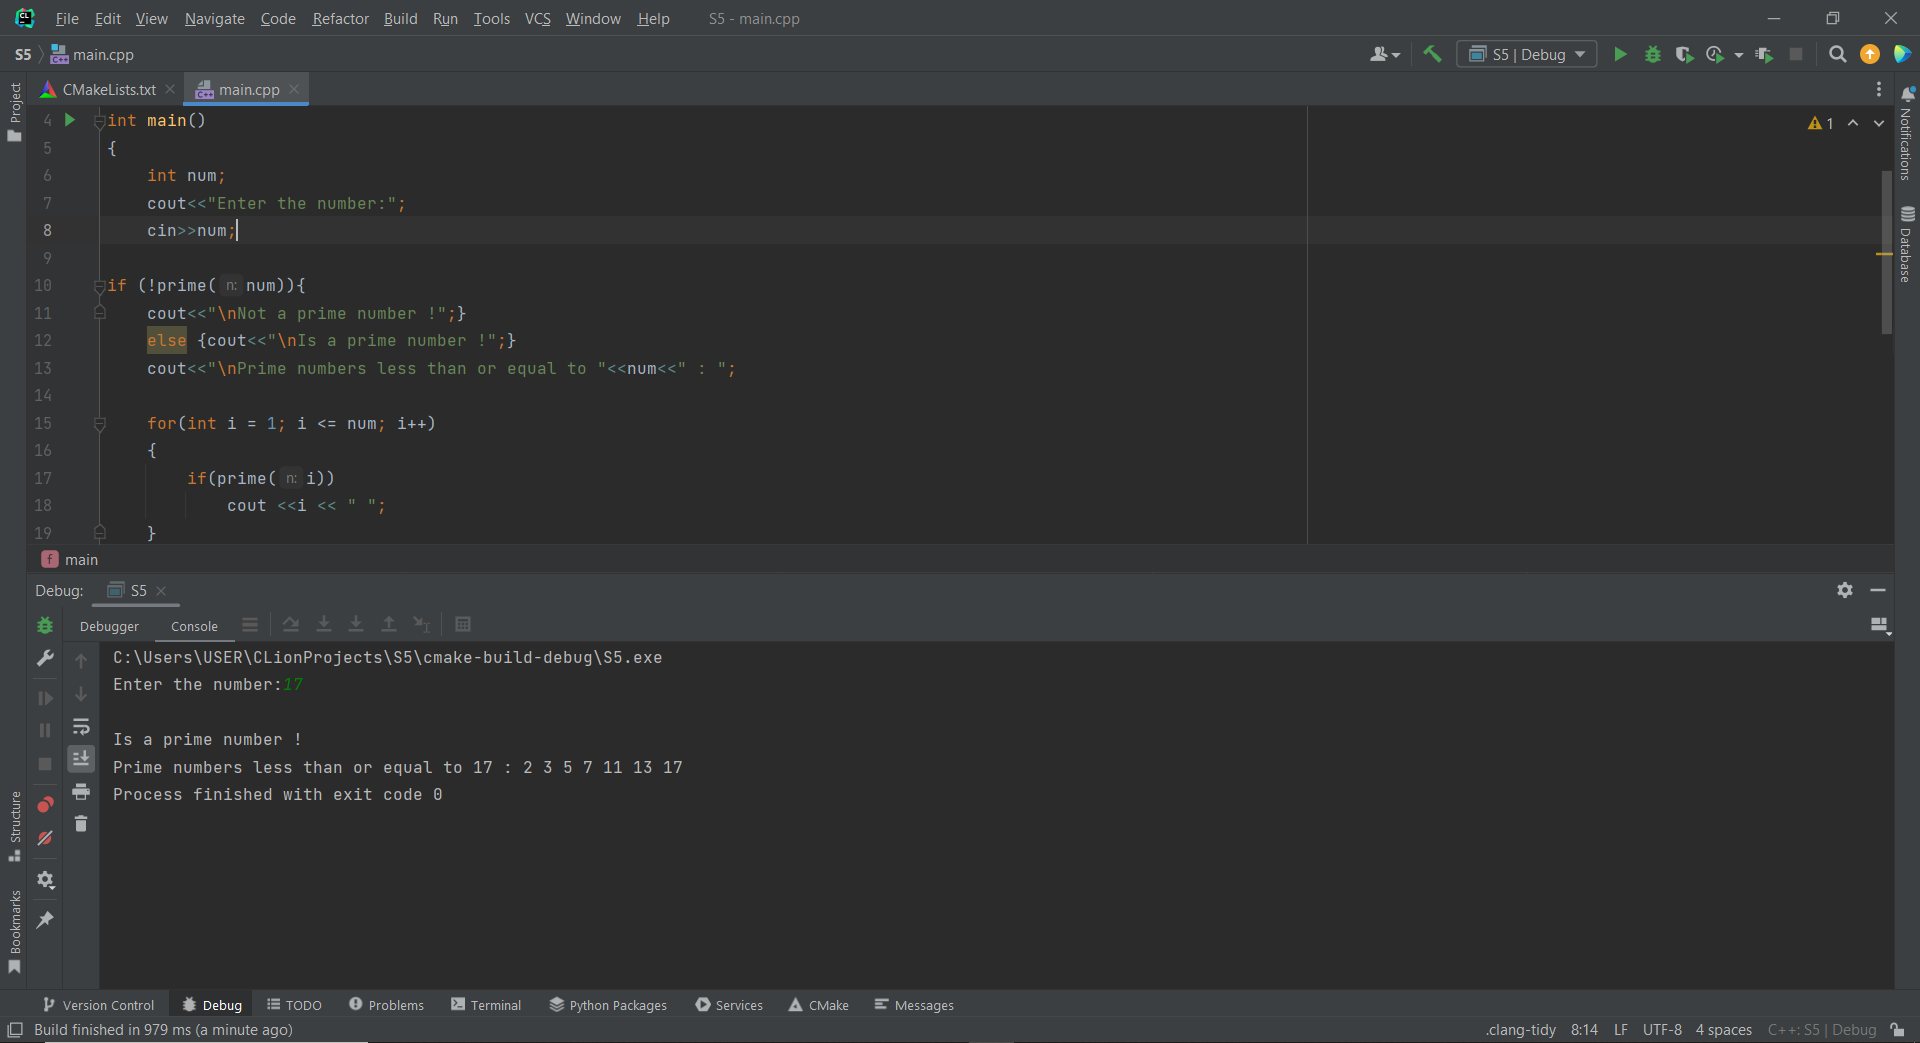 File Edit View Navigate Code Refactor Build Run Tools VCS Window Help S5 - main.cpp
S5 main.cpp S5 | Debug
Project
CMakeLists.txt main.cpp
Notifications
Database
1
4 int main()
5 {
6 int num;
7 cout<<"Enter the number:";
8 cin>>num;
9
10 if (!prime( n: num)){
11 cout<<"\nNot a prime number !";}
12 else {cout<<"\nIs a prime number !";}
13 cout<<"\nPrime numbers less than or equal to "<<num<<" : ";
14
15 for(int i = 1; i <= num; i++)
16 {
17 if(prime( n: i))
18 cout <<i << " ";
19 }
f main
Debug: S5
Debugger Console
C:\Users\USER\CLionProjects\S5\cmake-build-debug\S5.exe
Enter the number:17
Is a prime number !
Prime numbers less than or equal to 17 : 2 3 5 7 11 13 17
Process finished with exit code 0
Structure
Bookmarks
Version Control Debug TODO Problems Terminal Python Packages Services CMake Messages
Build finished in 979 ms (a minute ago) .clang-tidy 8:14 LF UTF-8 4 spaces C++: S5 | Debug